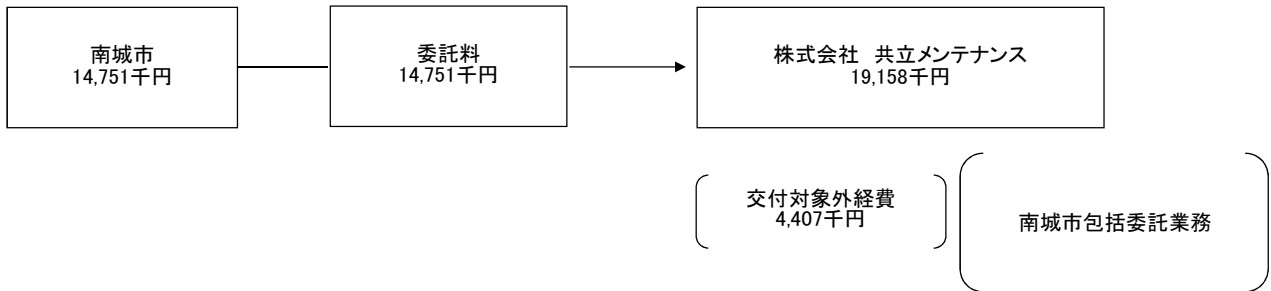 南城市
14,751千円
委託料
14,751千円
株式会社　共立メンテナンス
19,158千円
交付対象外経費
4,407千円
南城市包括委託業務